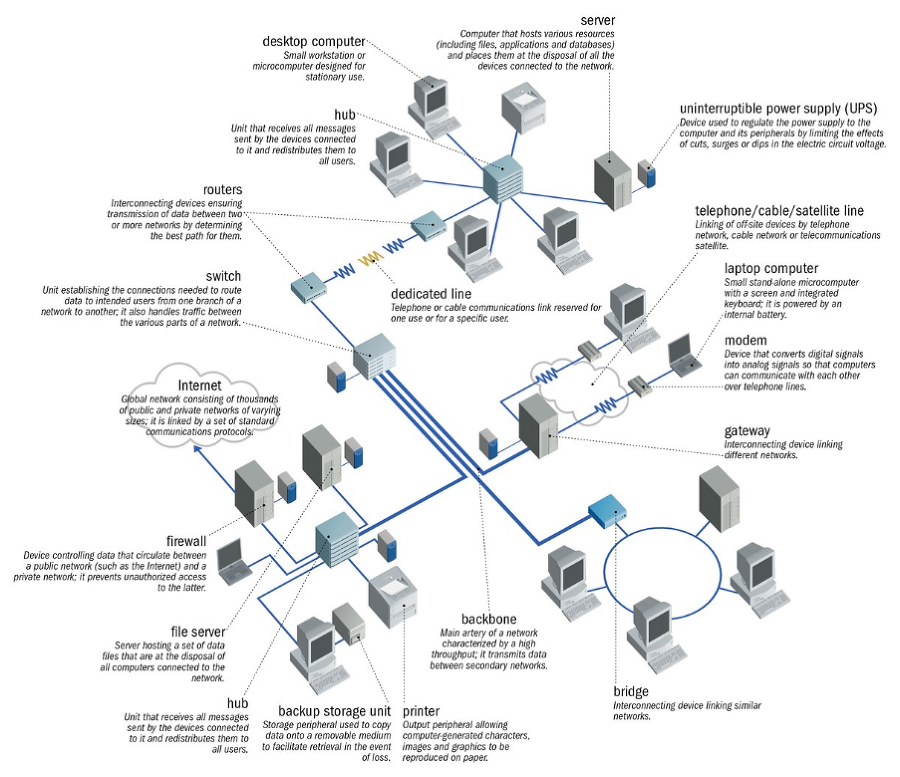 server
Computer that hosts various resources
(including files, applications and databases)
and places them at the disposal of all the
devices connected to the network.
desktop computer
Small workstation or
microcomputer designed for
stationary use.
hub
Unit that receives all messages
sent by the devices connected
to it and redistributes them to
all users.
uninterruptible power supply (UPS)
Device used to regulate the power supply to the
computer and its peripherals by limiting the effects
of cuts, surges or dips in the electric circuit voltage.
routers
Interconnecting devices ensuring
transmission of data between two
or more networks by determining
the best path for them.
telephone/cable/satellite line
Linking of off-site devices by telephone
network, cable network or telecommunications
satellite.
switch
Unit establishing the connections needed to route
data to intended users from one branch of a
network to another; it also handles traffic between
the various parts of a network.
dedicated line
Telephone or cable communications link reserved for
one use or for a specific user.
laptop computer
Small stand-alone microcomputer
with a screen and integrated
keyboard; it is powered by an
internal battery.
modem
Device that converts digital signals
into analog signals so that computers
can communicate with each other
over telephone lines.
Internet
Global network consisting of thousands
of public and private networks of varying
sizes; it is linked by a set of standard
communications protocols.
gateway
Interconnecting device linking
different networks.
firewall
Device controlling data that circulate between
a public network (such as the Internet) and a
private network; it prevents unauthorized access
to the latter.
file server
Server hosting a set of data
files that are at the disposal of
all computers connected to the
network.
backbone
Main artery of a network
characterized by a high
throughput; it transmits data
between secondary networks.
bridge
Interconnecting device linking similar
networks.
hub
Unit that receives all messages
sent by the devices connected
to it and redistributes them to
all users.
backup storage unit
Storage peripheral used to copy
data onto a removable medium
to facilitate retrieval in the event
of loss.
printer
Output peripheral allowing
computer-generated characters,
images and graphics to be
reproduced on paper.